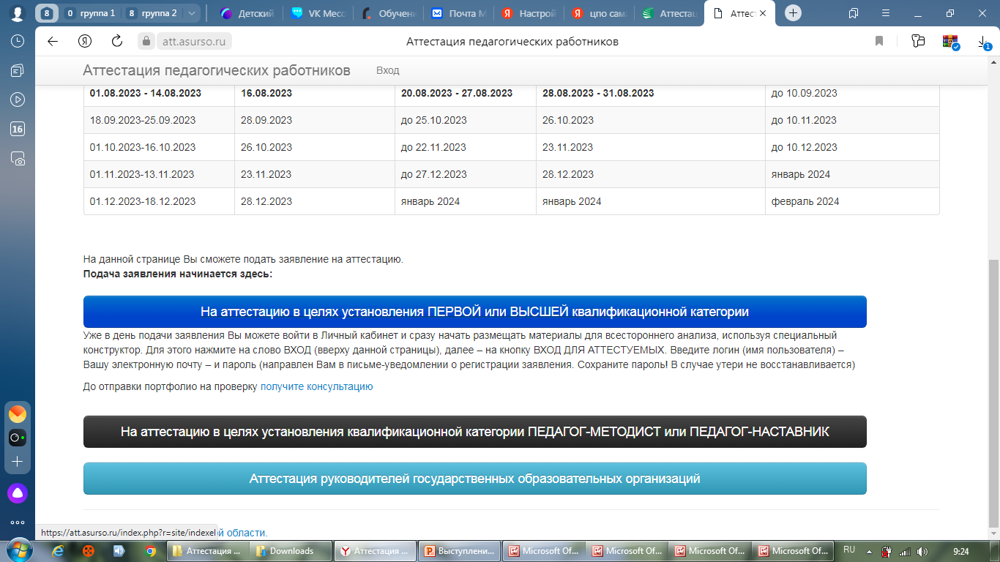 8 0 группа 1 8 группа 2 Детский VK Месс Обучени Почта М Настрой цпо сам Аттестац Аттест
att.asurso.ru Аттестация педагогических работников 1
Аттестация педагогических работников Вход
01.08.2023 - 14.08.2023 16.08.2023 20.08.2023 - 27.08.2023 28.08.2023 - 31.08.2023 до 10.09.2023
18.09.2023-25.09.2023 28.09.2023 до 25.10.2023 26.10.2023 до 10.11.2023
16
01.10.2023-16.10.2023 26.10.2023 до 22.11.2023 23.11.2023 до 10.12.2023
01.11.2023-13.11.2023 23.11.2023 до 27.12.2023 28.12.2023 январь 2024
01.12.2023-18.12.2023 28.12.2023 январь 2024 январь 2024 февраль 2024
На данной странице Вы сможете подать заявление на аттестацию.
Подача заявления начинается здесь:
На аттестацию в целях установления ПЕРВОЙ или ВЫСШЕЙ квалификационной категории
Уже в день подачи заявления Вы можете войти в Личный кабинет и сразу начать размещать материалы для всестороннего анализа, используя специальный
конструктор. Для этого нажмите на слово ВХОД (вверху данной страницы), далее – на кнопку ВХОД ДЛЯ АТТЕСТУЕМЫХ. Введите логин (имя пользователя) –
Вашу электронную почту – и пароль (направлен Вам в письме-уведомлении о регистрации заявления. Сохраните пароль! В случае утери не восстанавливается)
До отправки портфолио на проверку получите консультацию
На аттестацию в целях установления квалификационной категории ПЕДАГОГ-МЕТОДИСТ или ПЕДАГОГ-НАСТАВНИК
Аттестация руководителей государственных образовательных организаций
https://att.asurso.ru/index.php?r=site/indexel й области.
Аттестация ... Downloads Аттестация ... Выступлени... Microsoft Of... Microsoft Of... Microsoft Of... Microsoft Of... RU 9:24